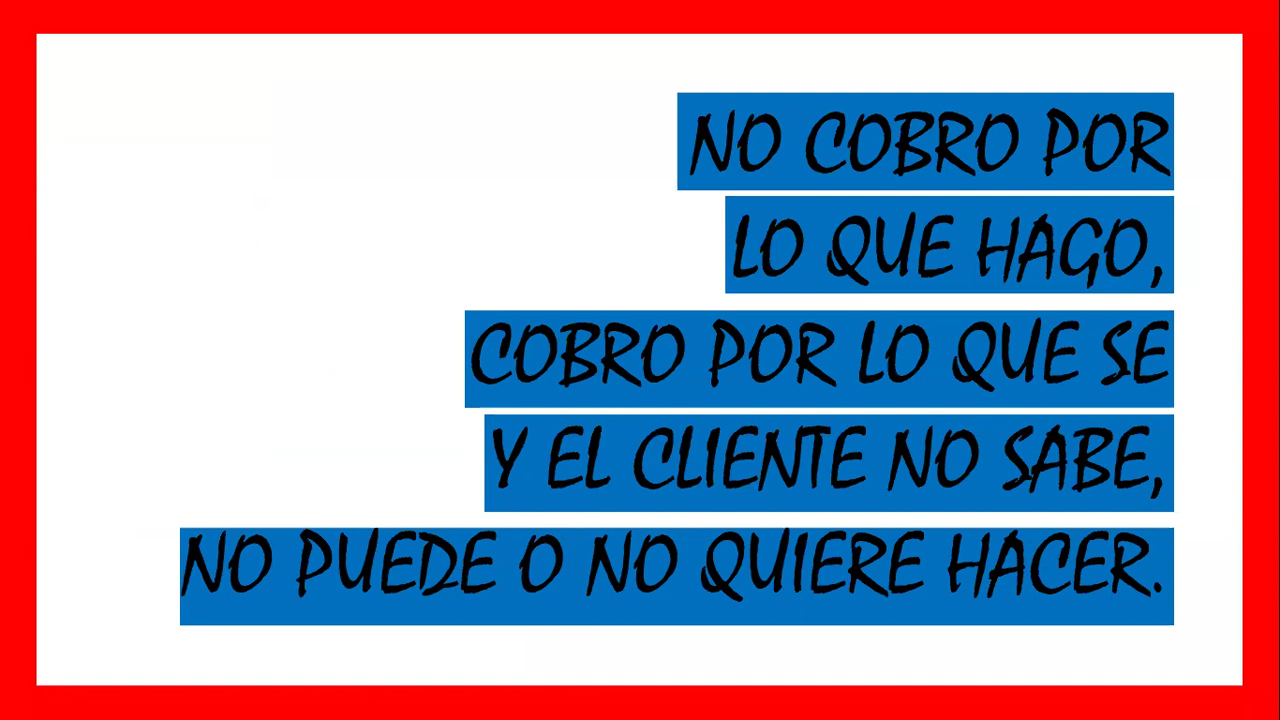 NO COBRO POR
LO QUE HAGO,
COBRO POR LO QUE SE
Y EL CLIENTE NO SABE,
NO PUEDE O NO QUIERE HACER.